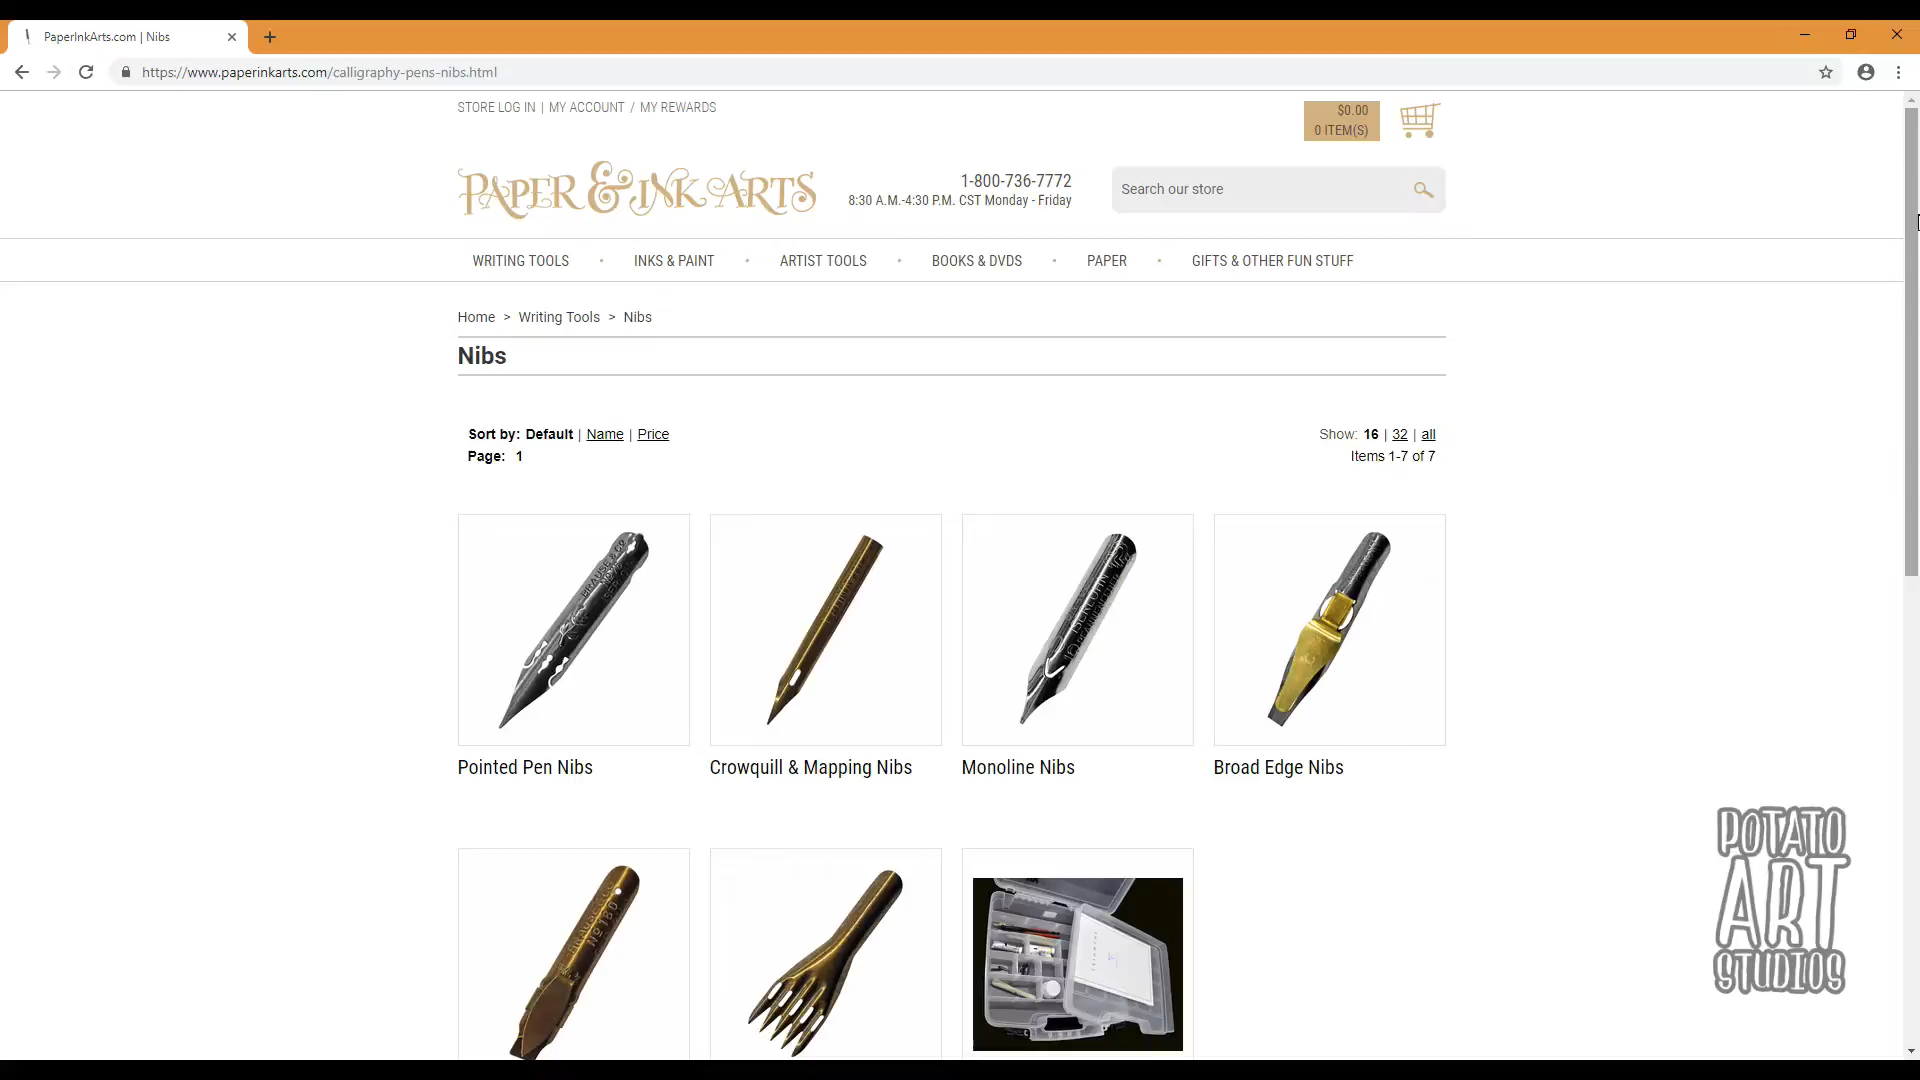 PaperInkArts.com | Nibs
https://www.paperinkarts.com/calligraphy-pens-nibs.html
STORE LOG IN | MY ACCOUNT / MY REWARDS
$0.00
0 ITEM(S)
PAPER & INK ARTS
1-800-736-7772
8:30 A.M.-4:30 P.M. CST Monday - Friday
Search our store
WRITING TOOLS • INKS & PAINT • ARTIST TOOLS • BOOKS & DVDS • PAPER • GIFTS & OTHER FUN STUFF
Home > Writing Tools > Nibs
Nibs
Sort by: Default | Name | Price
Show: 16 | 32 | all
Page: 1
Items 1-7 of 7
Pointed Pen Nibs
Crowquill & Mapping Nibs
Monoline Nibs
Broad Edge Nibs
No 180
POTATO
ART
STUDIOS